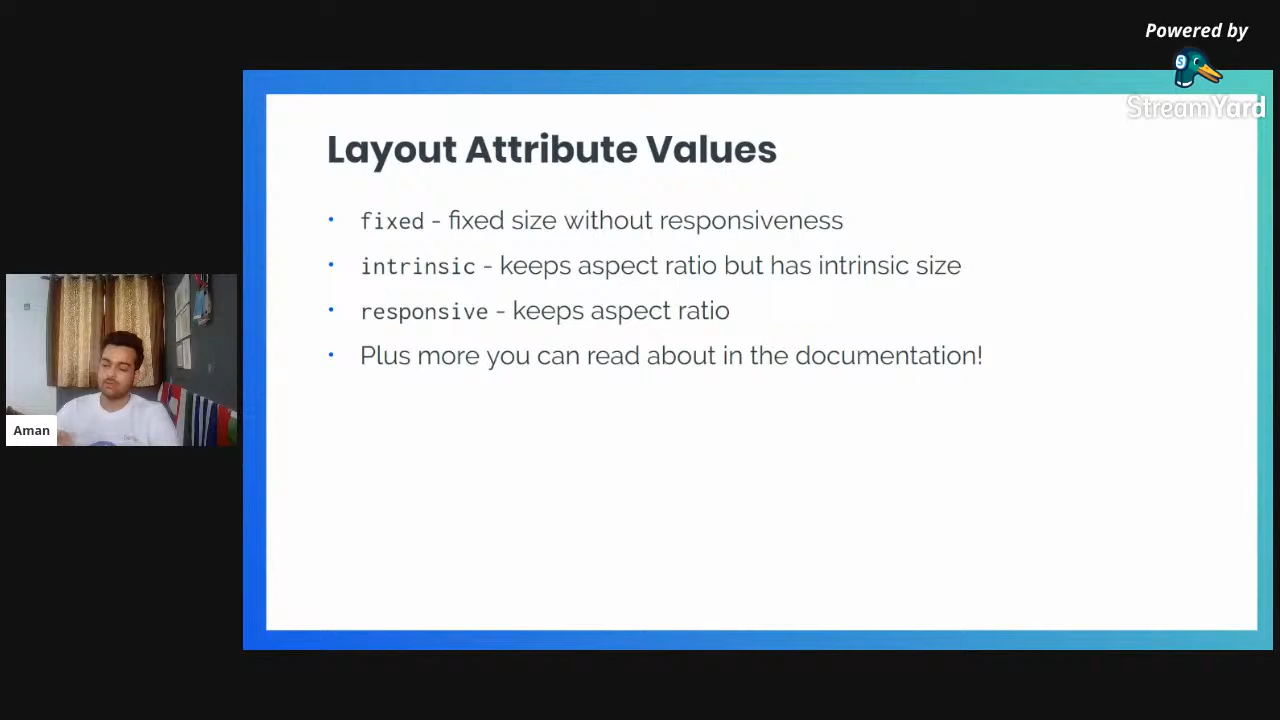 Powered by
StreamYard
Layout Attribute Values
• fixed - fixed size without responsiveness
• intrinsic - keeps aspect ratio but has intrinsic size
• responsive - keeps aspect ratio
• Plus more you can read about in the documentation!
Aman